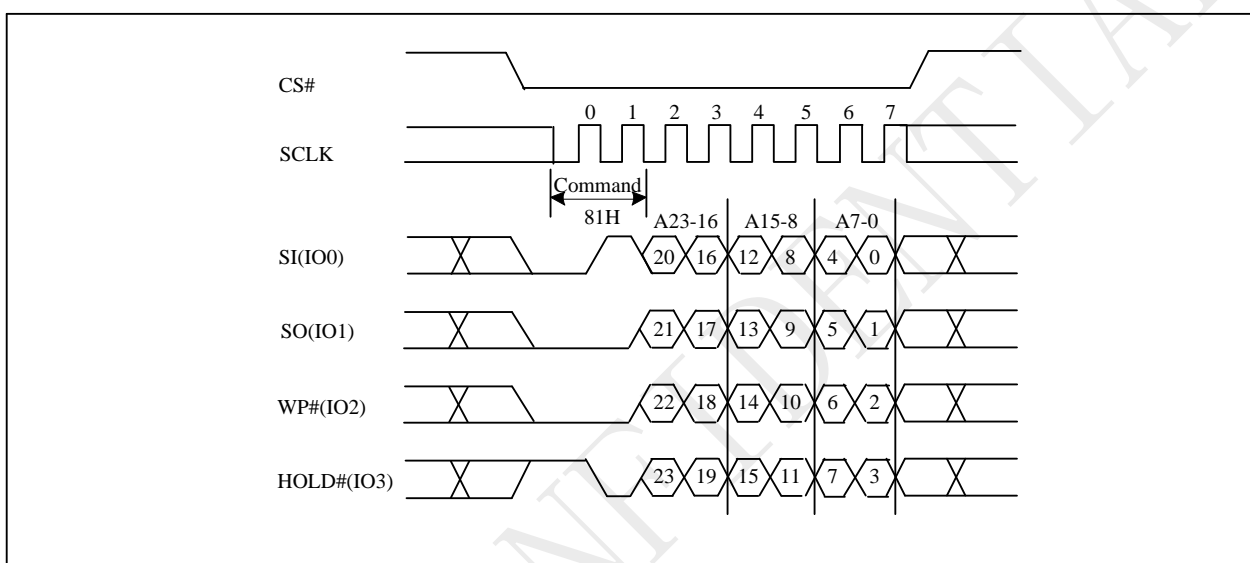 CS#
0 1 2 3 4 5 6 7
SCLK
Command
81H
A23-16 A15-8 A7-0
SI(IO0) 20 16 12 8 4 0
SO(IO1) 21 17 13 9 5 1
WP#(IO2) 22 18 14 10 6 2
HOLD#(IO3) 23 19 15 11 7 3
NFIDENTIA